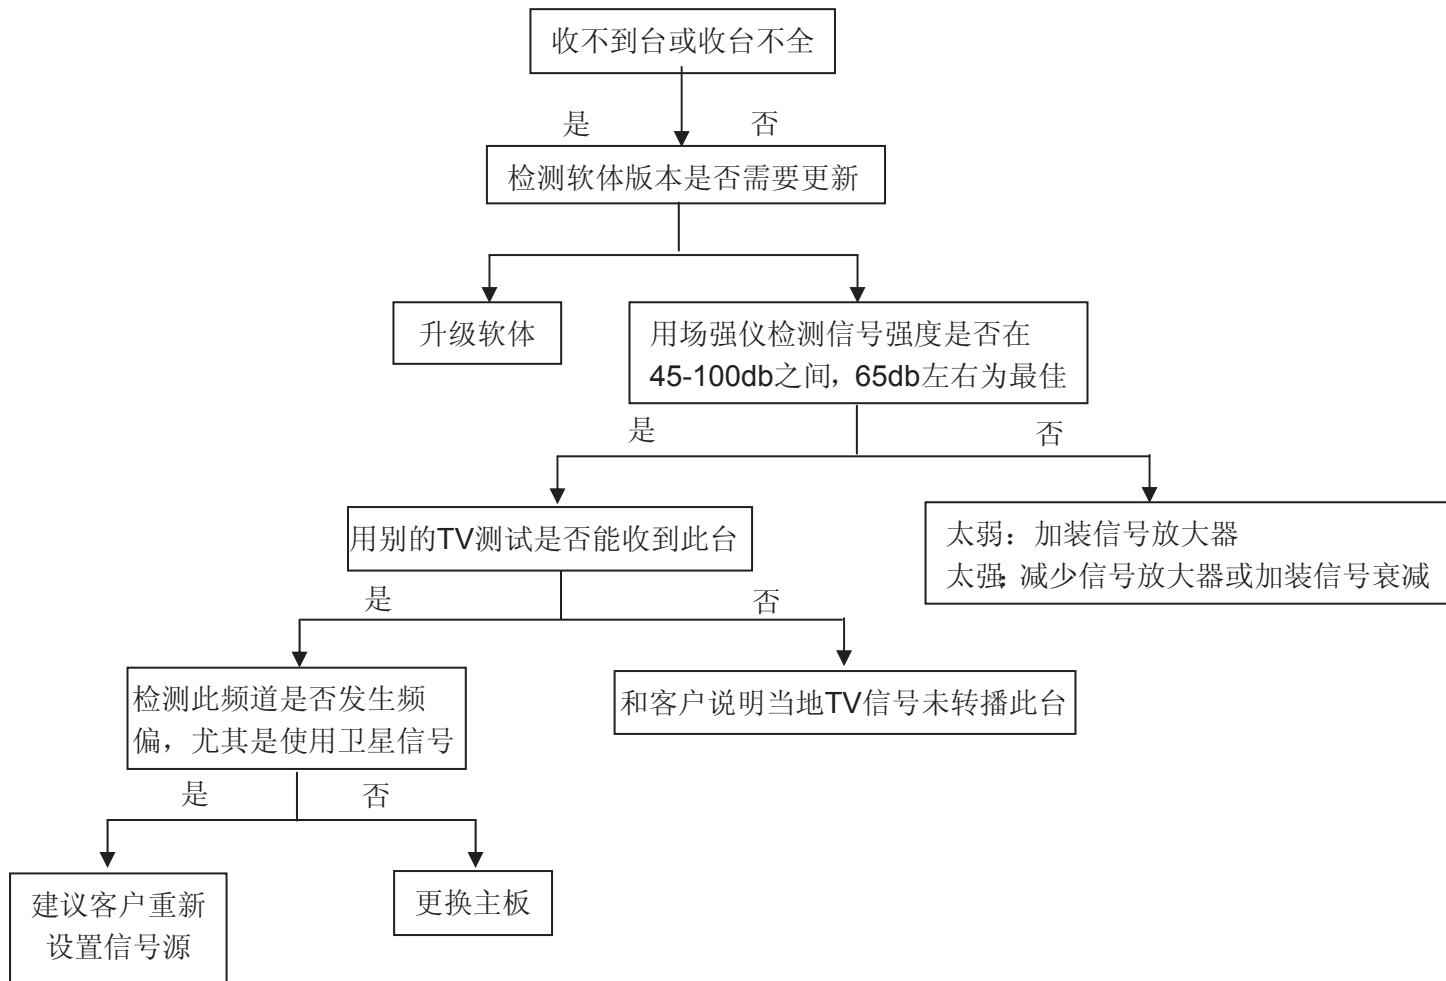 收不到台或收台不全
是 否
检测软体版本是否需要更新
升级软体
用场强仪检测信号强度是否在
45-100db之间，65db左右为最佳
是 否
用别的TV测试是否能收到此台
太弱：加装信号放大器
太强：减少信号放大器或加装信号衰减
是 否
检测此频道是否发生频
偏，尤其是使用卫星信号
和客户说明当地TV信号未转播此台
是 否
建议客户重新
设置信号源
更换主板